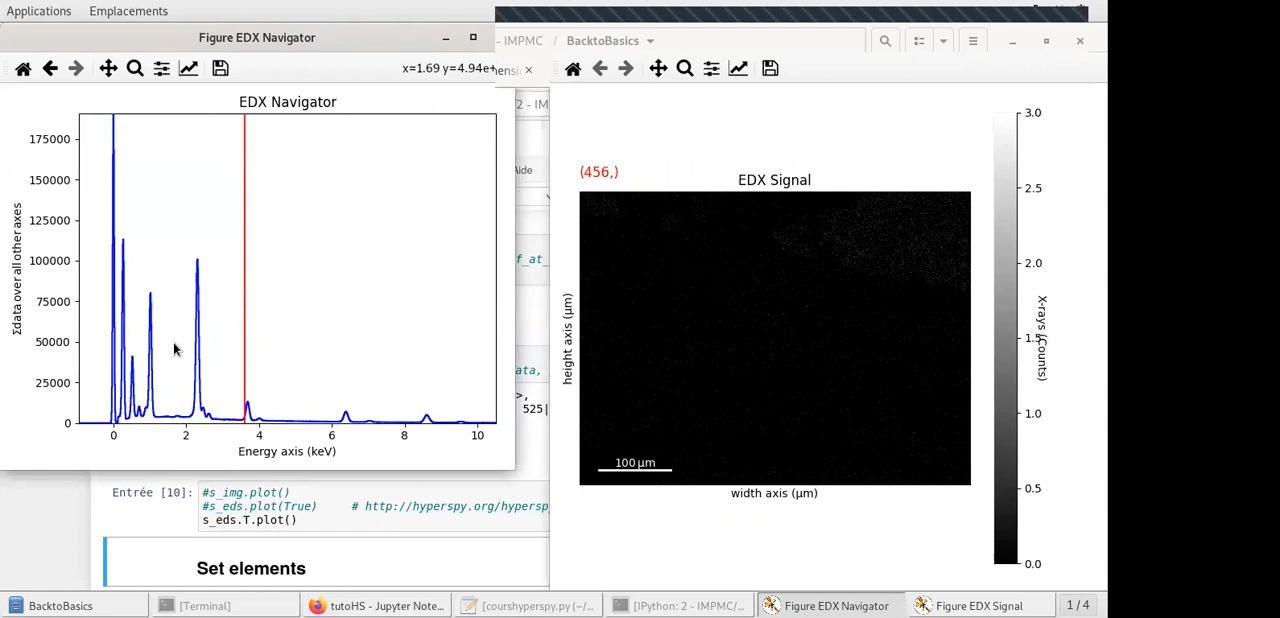 Applications Emplacements
Figure EDX Navigator
- IMPMC / BacktoBasics
x=1.69 y=4.94e+
ensi
2 - IM
Aide
EDX Navigator
175000
150000
125000
100000
75000
50000
25000
0
0 2 4 6 8 10
Energy axis (keV)
Σdata over all other axes
f_at_
ata,
>,
525|
(456,)
EDX Signal
height axis (μm)
100 μm
width axis (μm)
3.0
2.5
2.0
1.5
1.0
0.5
0.0
X-rays (Counts)
Entrée [10]: #s_img.plot()
#s_eds.plot(True) # http://hyperspy.org/hypersp
s_eds.T.plot()
Set elements
BacktoBasics [Terminal] tutoHS - Jupyter Note... [courshyperspy.py (~/... [IPython: 2 - IMPMC/... Figure EDX Navigator Figure EDX Signal 1 / 4